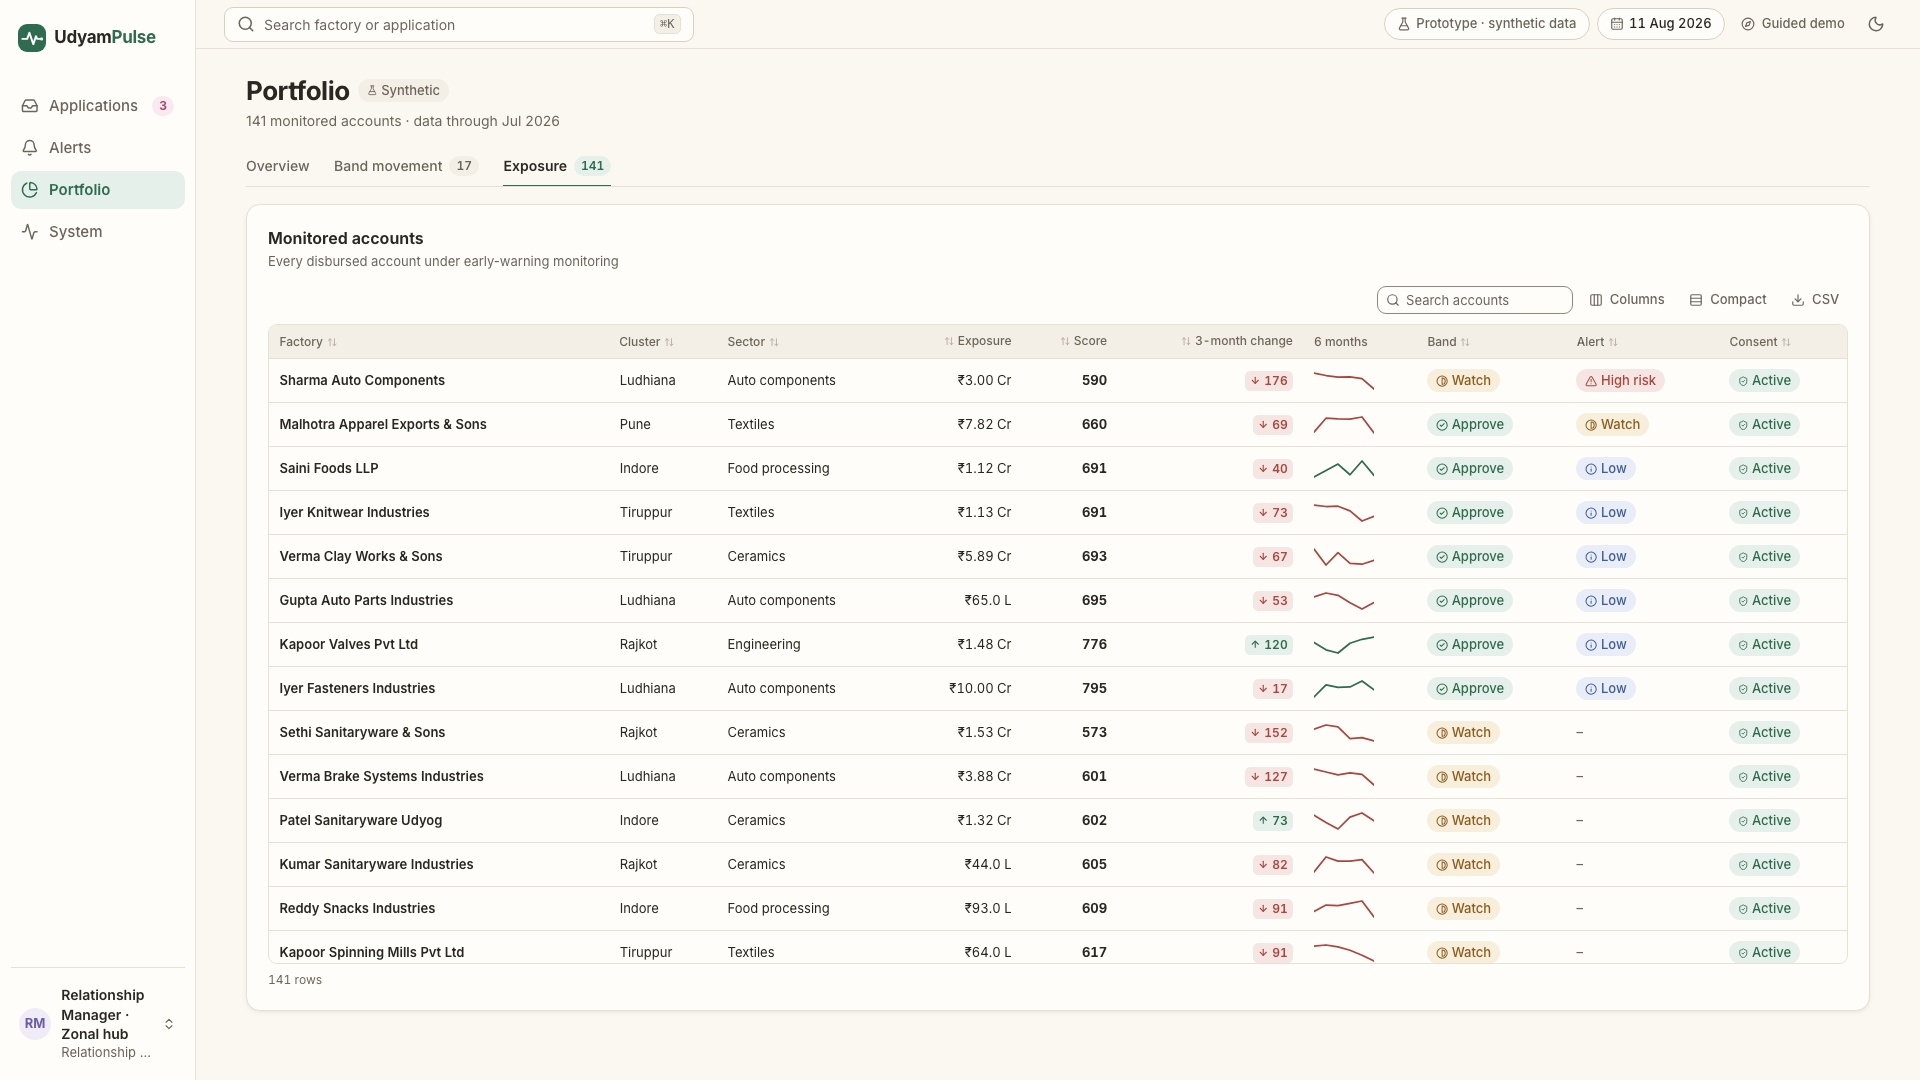 UdyamPulse
Search factory or application ⌘K
Prototype · synthetic data
11 Aug 2026
Guided demo
Applications 3
Alerts
Portfolio
System
Portfolio Synthetic
141 monitored accounts · data through Jul 2026
Overview Band movement 17 Exposure 141
Monitored accounts
Every disbursed account under early-warning monitoring
Search accounts Columns Compact CSV
Factory Cluster Sector Exposure Score 3-month change 6 months Band Alert Consent
Sharma Auto Components Ludhiana Auto components ₹3.00 Cr 590 ↓ 176 Watch High risk Active
Malhotra Apparel Exports & Sons Pune Textiles ₹7.82 Cr 660 ↓ 69 Approve Watch Active
Saini Foods LLP Indore Food processing ₹1.12 Cr 691 ↓ 40 Approve Low Active
Iyer Knitwear Industries Tiruppur Textiles ₹1.13 Cr 691 ↓ 73 Approve Low Active
Verma Clay Works & Sons Tiruppur Ceramics ₹5.89 Cr 693 ↓ 67 Approve Low Active
Gupta Auto Parts Industries Ludhiana Auto components ₹65.0 L 695 ↓ 53 Approve Low Active
Kapoor Valves Pvt Ltd Rajkot Engineering ₹1.48 Cr 776 ↑ 120 Approve Low Active
Iyer Fasteners Industries Ludhiana Auto components ₹10.00 Cr 795 ↓ 17 Approve Low Active
Sethi Sanitaryware & Sons Rajkot Ceramics ₹1.53 Cr 573 ↓ 152 Watch – Active
Verma Brake Systems Industries Ludhiana Auto components ₹3.88 Cr 601 ↓ 127 Watch – Active
Patel Sanitaryware Udyog Indore Ceramics ₹1.32 Cr 602 ↑ 73 Watch – Active
Kumar Sanitaryware Industries Rajkot Ceramics ₹44.0 L 605 ↓ 82 Watch – Active
Reddy Snacks Industries Indore Food processing ₹93.0 L 609 ↓ 91 Watch – Active
Kapoor Spinning Mills Pvt Ltd Tiruppur Textiles ₹64.0 L 617 ↓ 91 Watch – Active
141 rows
RM
Relationship
Manager ·
Zonal hub
Relationship ...